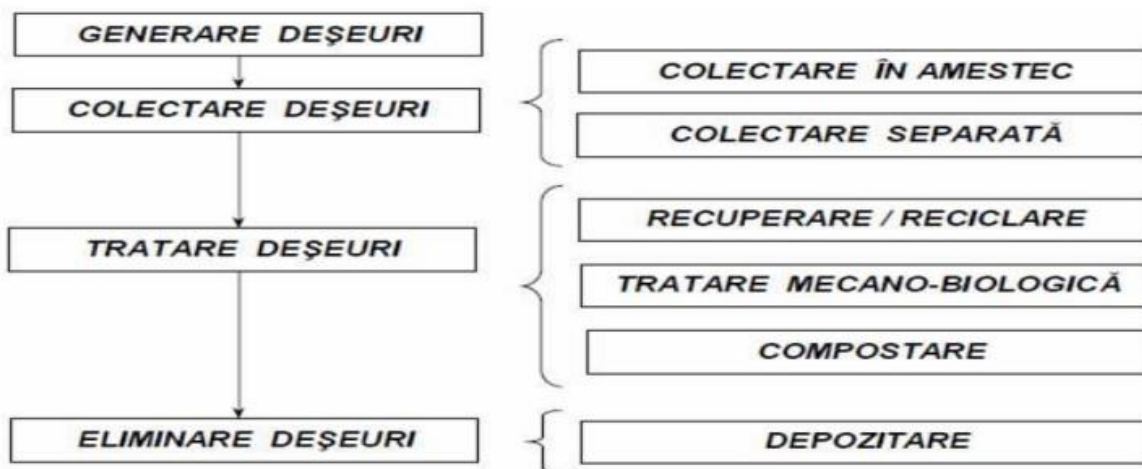 GENERARE DEŞEURI
COLECTARE DEŞEURI
COLECTARE ÎN AMESTEC
COLECTARE SEPARATĂ
TRATARE DEŞEURI
RECUPERARE / RECICLARE
TRATARE MECANO-BIOLOGICĂ
COMPOSTARE
ELIMINARE DEŞEURI
DEPOZITARE